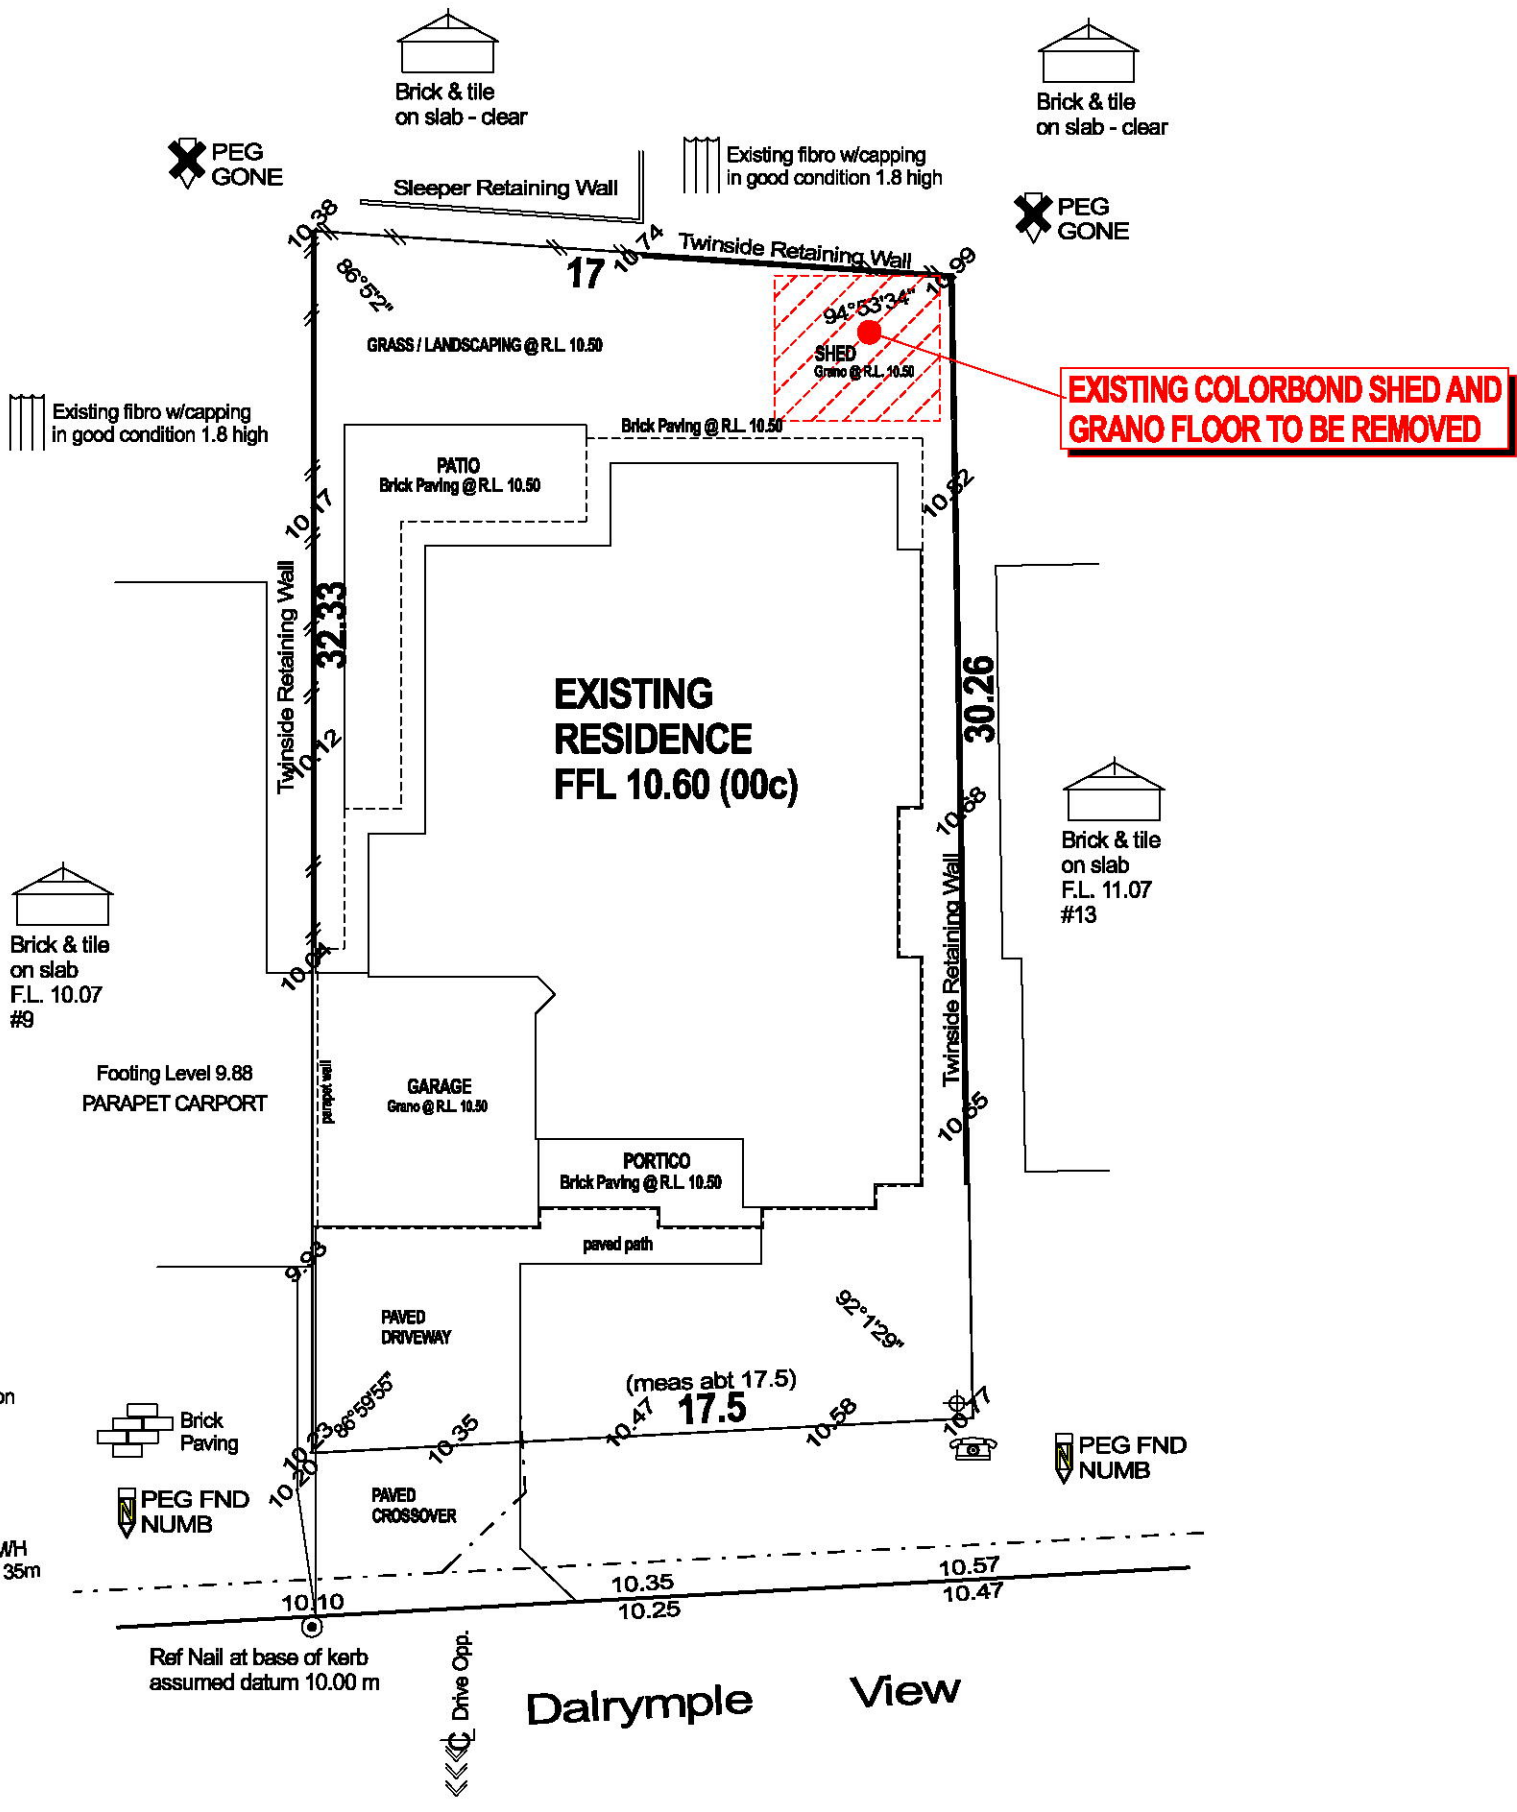 Brick & tile
on slab - clear
Brick & tile
on slab - clear
PEG
GONE
Sleeper Retaining Wall
Existing fibro w/capping
in good condition 1.8 high
PEG
GONE
10.38
10.74
Twinside Retaining Wall
10.99
17
86°5'2"
94°53'34"
GRASS / LANDSCAPING @ R.L. 10.50
SHED
Grano @ R.L. 10.50
EXISTING COLORBOND SHED AND
GRANO FLOOR TO BE REMOVED
Existing fibro w/capping
in good condition 1.8 high
Brick Paving @ R.L. 10.50
PATIO
Brick Paving @ R.L. 10.50
10.82
10.17
Twinside Retaining Wall
32.33
30.26
EXISTING
RESIDENCE
FFL 10.60 (00c)
10.12
10.68
Brick & tile
on slab
F.L. 11.07
#13
Twinside Retaining Wall
Brick & tile
on slab
F.L. 10.07
#9
10.04
Footing Level 9.88
PARAPET CARPORT
parapet wall
GARAGE
Grano @ R.L. 10.50
10.55
PORTICO
Brick Paving @ R.L. 10.50
paved path
9.93
92°1'29"
PAVED
DRIVEWAY
(meas abt 17.5)
17.5
86°59'55"
on
Brick
Paving
10.23
10.35
10.47
10.58
10.77
10.20
PEG FND
NUMB
PEG FND
NUMB
PAVED
CROSSOVER
WH
35m
10.10
10.35
10.57
10.25
10.47
Ref Nail at base of kerb
assumed datum 10.00 m
C Drive Opp.
Dalrymple View